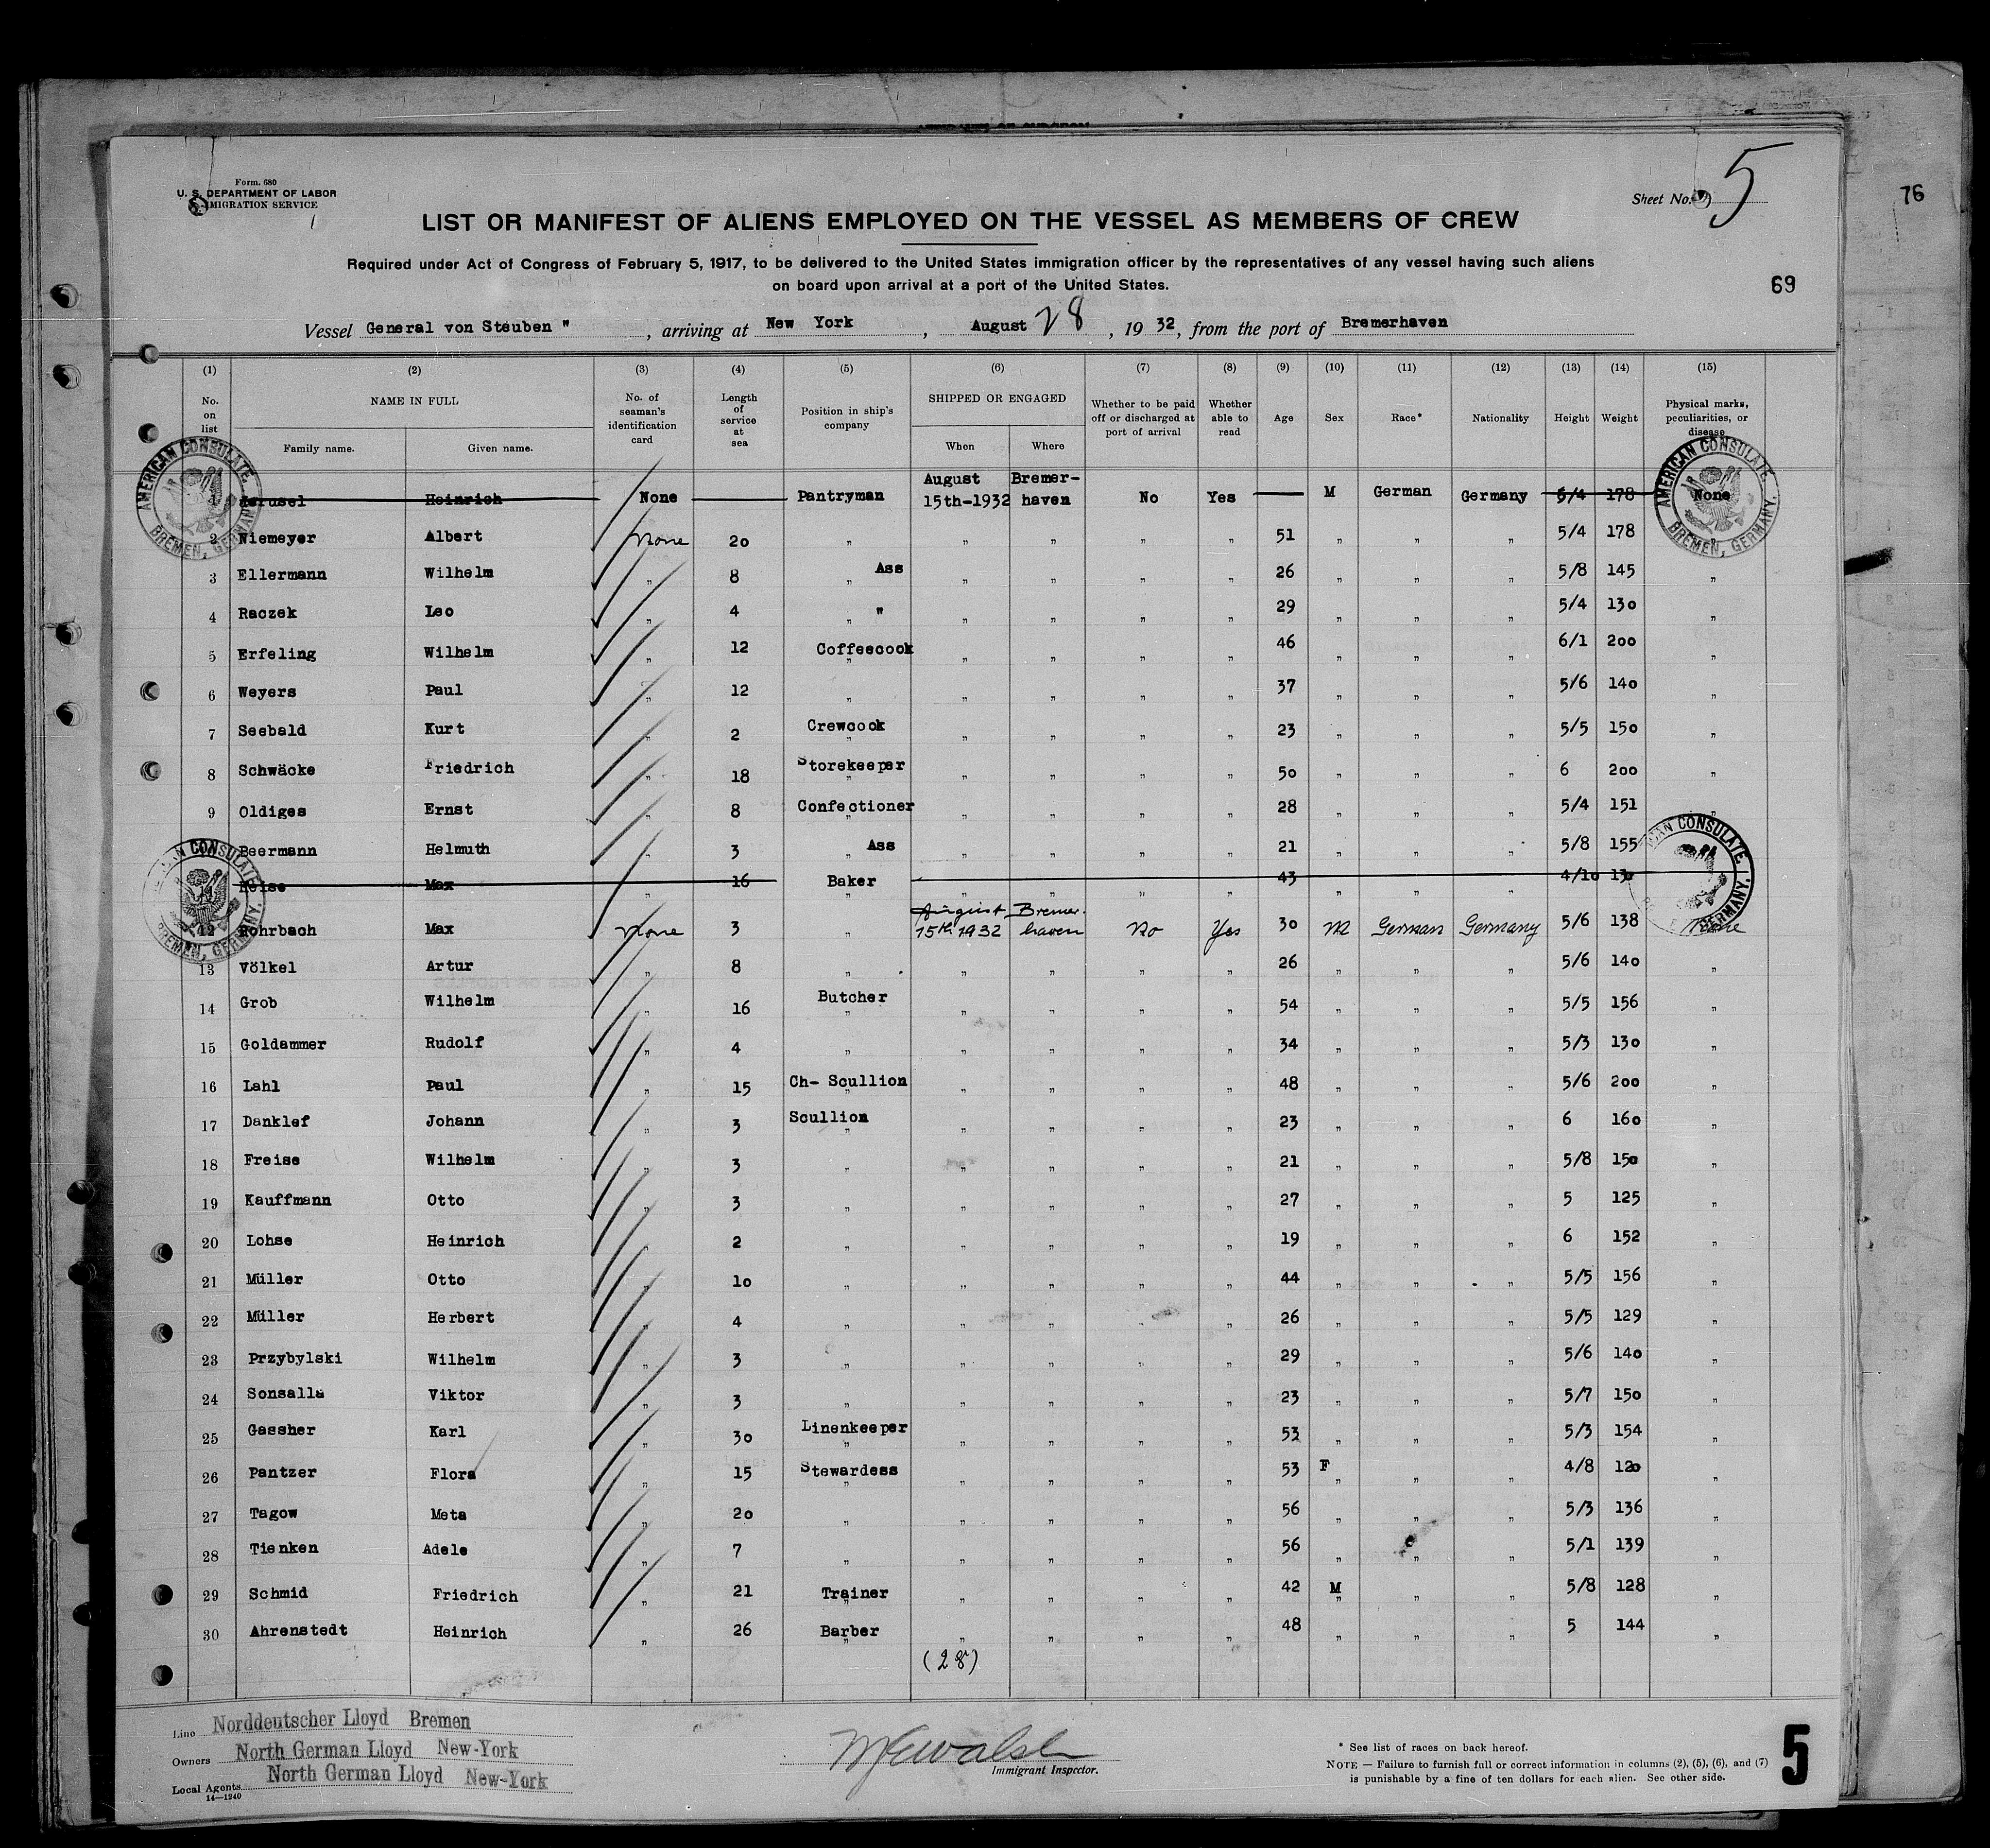 Form. 680
U. S. DEPARTMENT OF LABOR
IMMIGRATION SERVICE
Sheet No. 5
76
LIST OR MANIFEST OF ALIENS EMPLOYED ON THE VESSEL AS MEMBERS OF CREW
Required under Act of Congress of February 5, 1917, to be delivered to the United States immigration officer by the representatives of any vessel having such aliens
on board upon arrival at a port of the United States.
69
Vessel General von Steuben " , arriving at New York , August 28 , 19 32, from the port of Bremerhaven
(1) (2) (3) (4) (5) (6) (7) (8) (9) (10) (11) (12) (13) (14) (15)
No. on list NAME IN FULL Family name. Given name. No. of seaman's identification card Length of service at sea Position in ship's company SHIPPED OR ENGAGED When Where Whether to be paid off or discharged at port of arrival Whether able to read Age Sex Race* Nationality Height Weight Physical marks, peculiarities, or disease
AMERICAN CONSULATE BREMEN, GERMANY.
AMERICAN CONSULATE BREMEN, GERMANY.
Heinrich None Pantryman August 15th-1932 Bremer-haven No Yes M German Germany 5/4 178 None
2 Niemeyer Albert None 20 " " " " " 51 " " " 5/4 178 "
3 Ellermann Wilhelm " 8 " Ass " " " " 26 " " " 5/8 145 "
4 Raczek Leo " 4 " " " " " " 29 " " " 5/4 130 "
5 Erfeling Wilhelm " 12 Coffeecook " " " " 46 " " " 6/1 200 "
6 Weyers Paul " 12 " " " " " 37 " " " 5/6 140 "
7 Seebald Kurt " 2 Crewcook " " " " 23 " " " 5/5 150 "
8 Schwäcke Friedrich " 18 Storekeeper " " " " 50 " " " 6 200 "
9 Oldiges Ernst " 8 Confectioner " " " " 28 " " " 5/4 151 "
Beermann Helmuth " 3 " Ass " " " " 21 " " " 5/8 155
Heise Max " 16 Baker " " " " 43 " " " 4/10 130
12 Rohrbach Max None 3 " August 15th 1932 Bremer-haven No Yes 30 M German Germany 5/6 138 None
AMERICAN CONSULATE BREMEN, GERMANY.
AMERICAN CONSULATE GERMANY.
13 Völkel Artur " 8 " " " " " 26 " " " 5/6 140 "
14 Grob Wilhelm " 16 Butcher " " " " 54 " " " 5/5 156 "
15 Goldammer Rudolf " 4 " " " " " 34 " " " 5/3 130 "
16 Lahl Paul " 15 Ch- Scullion " " " " 48 " " " 5/6 200 "
17 Danklef Johann " 3 Scullion " " " " 23 " " " 6 160 "
18 Freise Wilhelm " 3 " " " " " 21 " " " 5/8 150 "
19 Kauffmann Otto " 3 " " " " " 27 " " " 5 125 "
20 Lohse Heinrich " 2 " " " " " 19 " " " 6 152 "
21 Müller Otto " 10 " " " " " 44 " " " 5/5 156 "
22 Müller Herbert " 4 " " " " " 26 " " " 5/5 129 "
23 Przybylski Wilhelm " 3 " " " " " 29 " " " 5/6 140 "
24 Sonsalla Viktor " 3 " " " " " 23 " " " 5/7 150 "
25 Gassher Karl " 30 Linenkeeper " " " " 53 " " " 5/3 154 "
26 Pantzer Flora " 15 Stewardess " " " " 53 F " " " 4/8 120 "
27 Tagow Meta " 20 " " " " " 56 " " " 5/3 136 "
28 Tienken Adele " 7 " " " " " 56 " " " 5/1 139 "
29 Schmid Friedrich " 21 Trainer " " " " 42 M " " 5/8 128 "
30 Ahrenstedt Heinrich " 26 Barber " " " " 48 " " " 5 144 "
(28)
Line Norddeutscher Lloyd Bremen
Owners North German Lloyd New-York
Local Agents North German Lloyd New-York
14—1240
Immigrant Inspector.
* See list of races on back hereof.
NOTE — Failure to furnish full or correct information in columns (2), (5), (6), and (7)
is punishable by a fine of ten dollars for each alien. See other side.
5